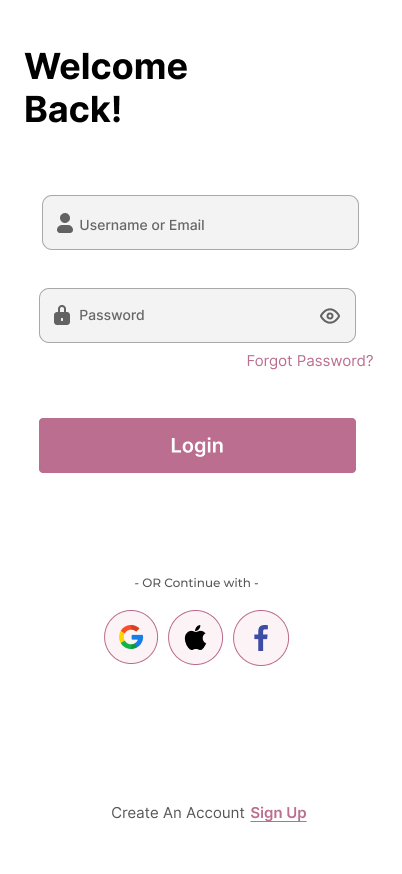 Welcome
Back!
Username or Email
Password
Forgot Password?
Login
- OR Continue with -
Create An Account Sign Up